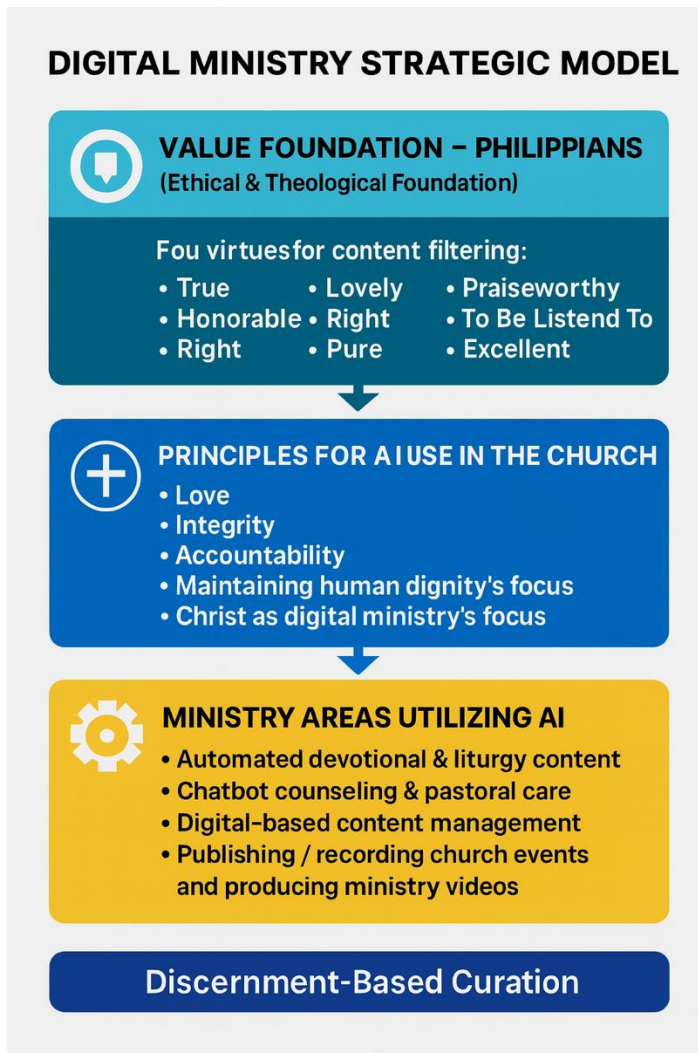 DIGITAL MINISTRY STRATEGIC MODEL
VALUE FOUNDATION – PHILIPPIANS
(Ethical & Theological Foundation)
Fou virtuesfor content filtering:
• True • Lovely • Praiseworthy
• Honorable • Right • To Be Listend To
• Right • Pure • Excellent
PRINCIPLES FOR AI USE IN THE CHURCH
• Love
• Integrity
• Accountability
• Maintaining human dignity's focus
• Christ as digital ministry's focus
MINISTRY AREAS UTILIZING AI
• Automated devotional & liturgy content
• Chatbot counseling & pastoral care
• Digital-based content management
• Publishing / recording church events
and producing ministry videos
Discernment-Based Curation